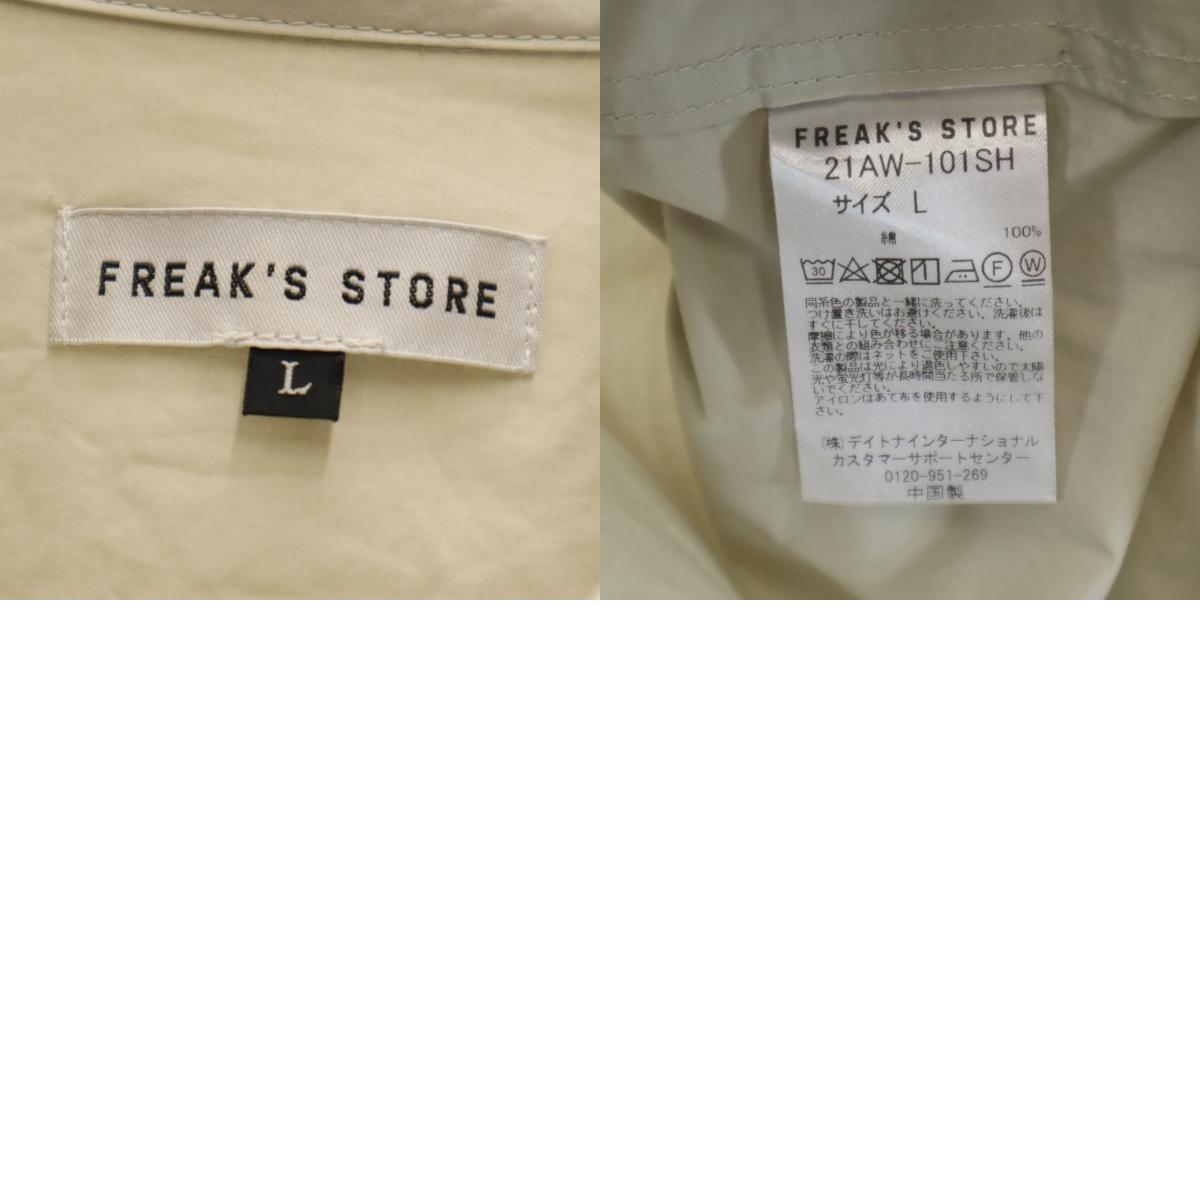 FREAK'S STORE
L
FREAK'S STORE
21AW-101SH
サイズ L
綿 100%
30 F W
同系色の製品と一緒に洗ってください。
つけ置き洗いはお避けください。洗濯後は
すぐに干してください。
摩擦により色が移る場合があります。他の
衣類との組み合わせにご注意ください。
洗濯の際はネットをご使用下さい。
この製品は光により退色しやすいので太陽
光や蛍光灯等が長時間当たる所で保管しな
いでください。
アイロンはあて布を使用するようにして下
さい。
(株)デイトナインターナショナル
カスタマーサポートセンター
0120-951-269
中国製